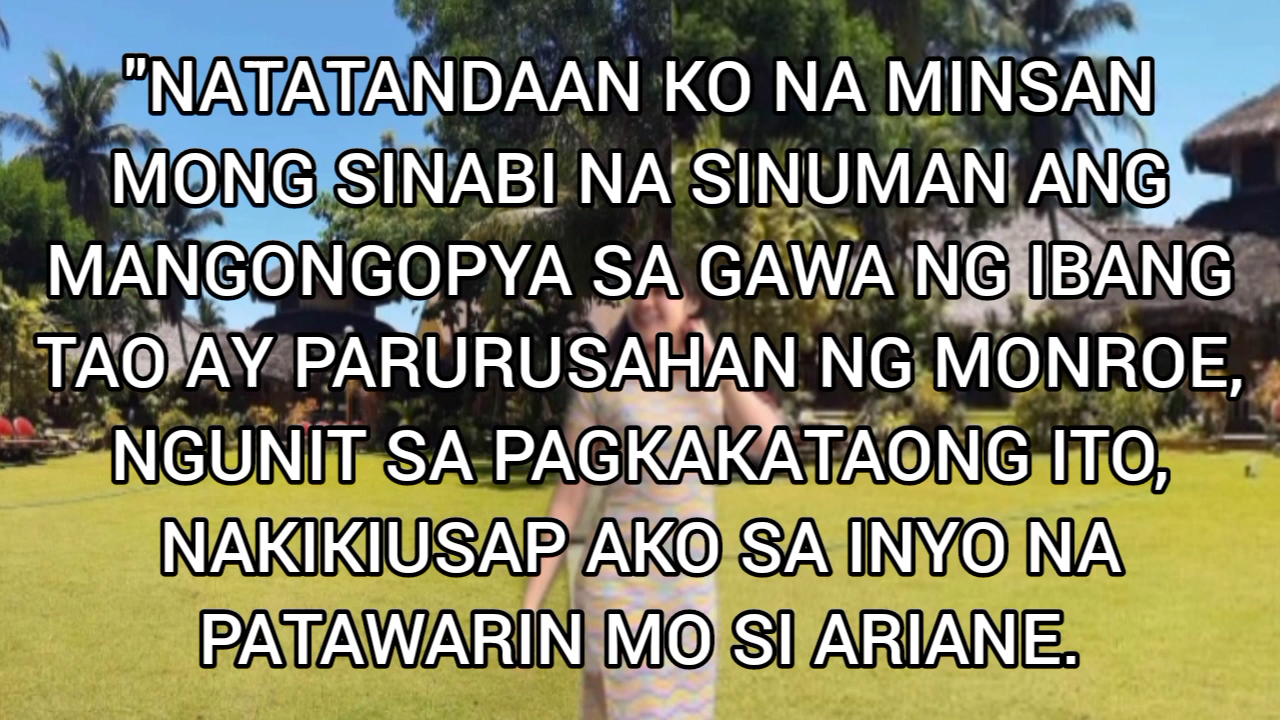 "NATATANDAAN KO NA MINSAN
MONG SINABI NA SINUMAN ANG
MANGONGOPYA SA GAWA NG IBANG
TAO AY PARURUSAHAN NG MONROE,
NGUNIT SA PAGKAKATAONG ITO,
NAKIKIUSAP AKO SA INYO NA
PATAWARIN MO SI ARIANE.